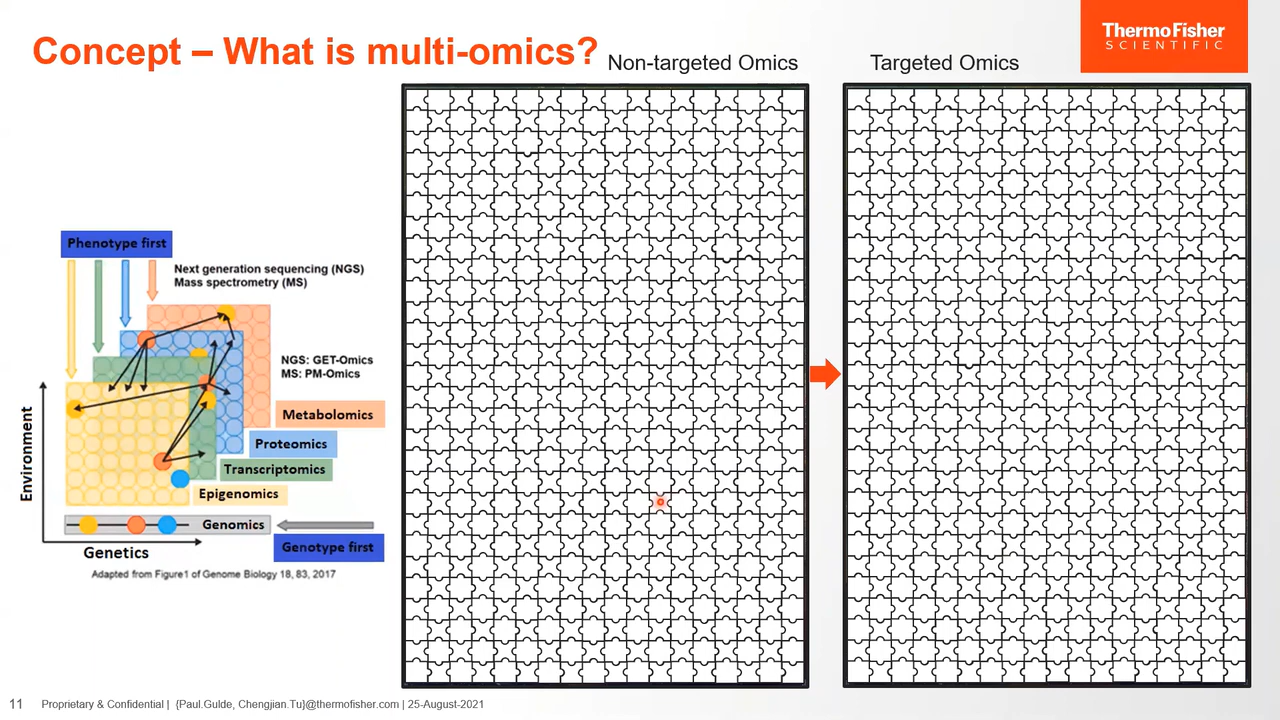 Concept – What is multi-omics?
Non-targeted Omics
Targeted Omics
ThermoFisher
SCIENTIFIC
Phenotype first
Next generation sequencing (NGS)
Mass spectrometry (MS)
NGS: GET-Omics
MS: PM-Omics
Metabolomics
Proteomics
Transcriptomics
Epigenomics
Genomics
Environment
Genetics
Genotype first
Adapted from Figure1 of Genome Biology 18, 83, 2017
11 Proprietary & Confidential | {Paul.Gulde, Chengjian.Tu}@thermofisher.com | 25-August-2021